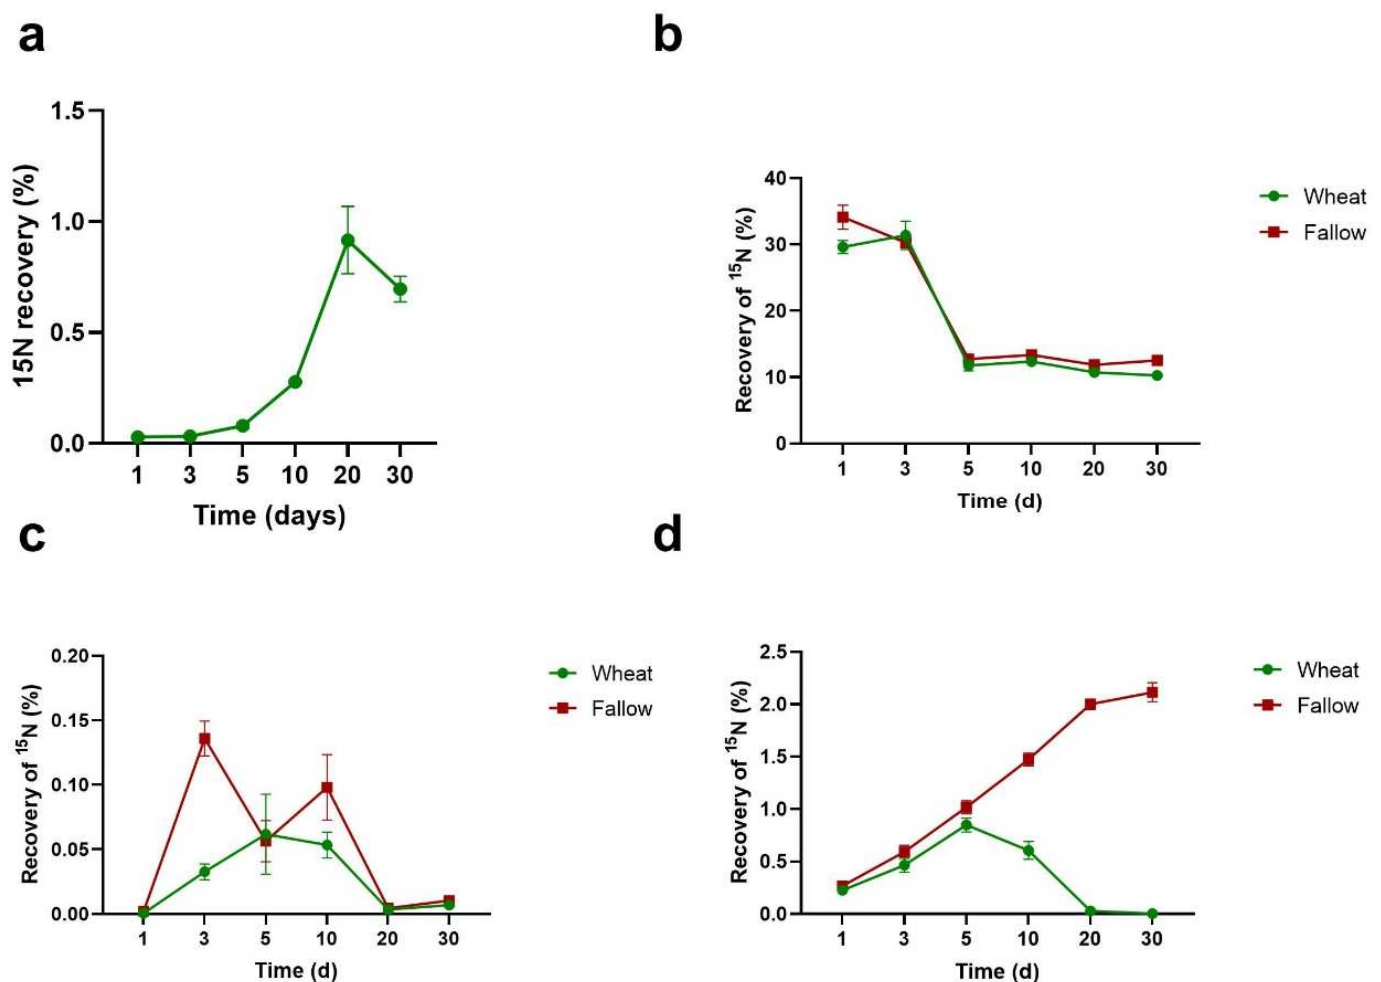 a
15N recovery (%)
1.5
1.0
0.5
0.0
1 3 5 10 20 30
Time (days)
b
Recovery of ¹⁵N (%)
40
30
20
10
0
1 3 5 10 20 30
Time (d)
Wheat
Fallow
c
Recovery of ¹⁵N (%)
0.20
0.15
0.10
0.05
0.00
1 3 5 10 20 30
Time (d)
Wheat
Fallow
d
Recovery of ¹⁵N (%)
2.5
2.0
1.5
1.0
0.5
0.0
1 3 5 10 20 30
Time (d)
Wheat
Fallow